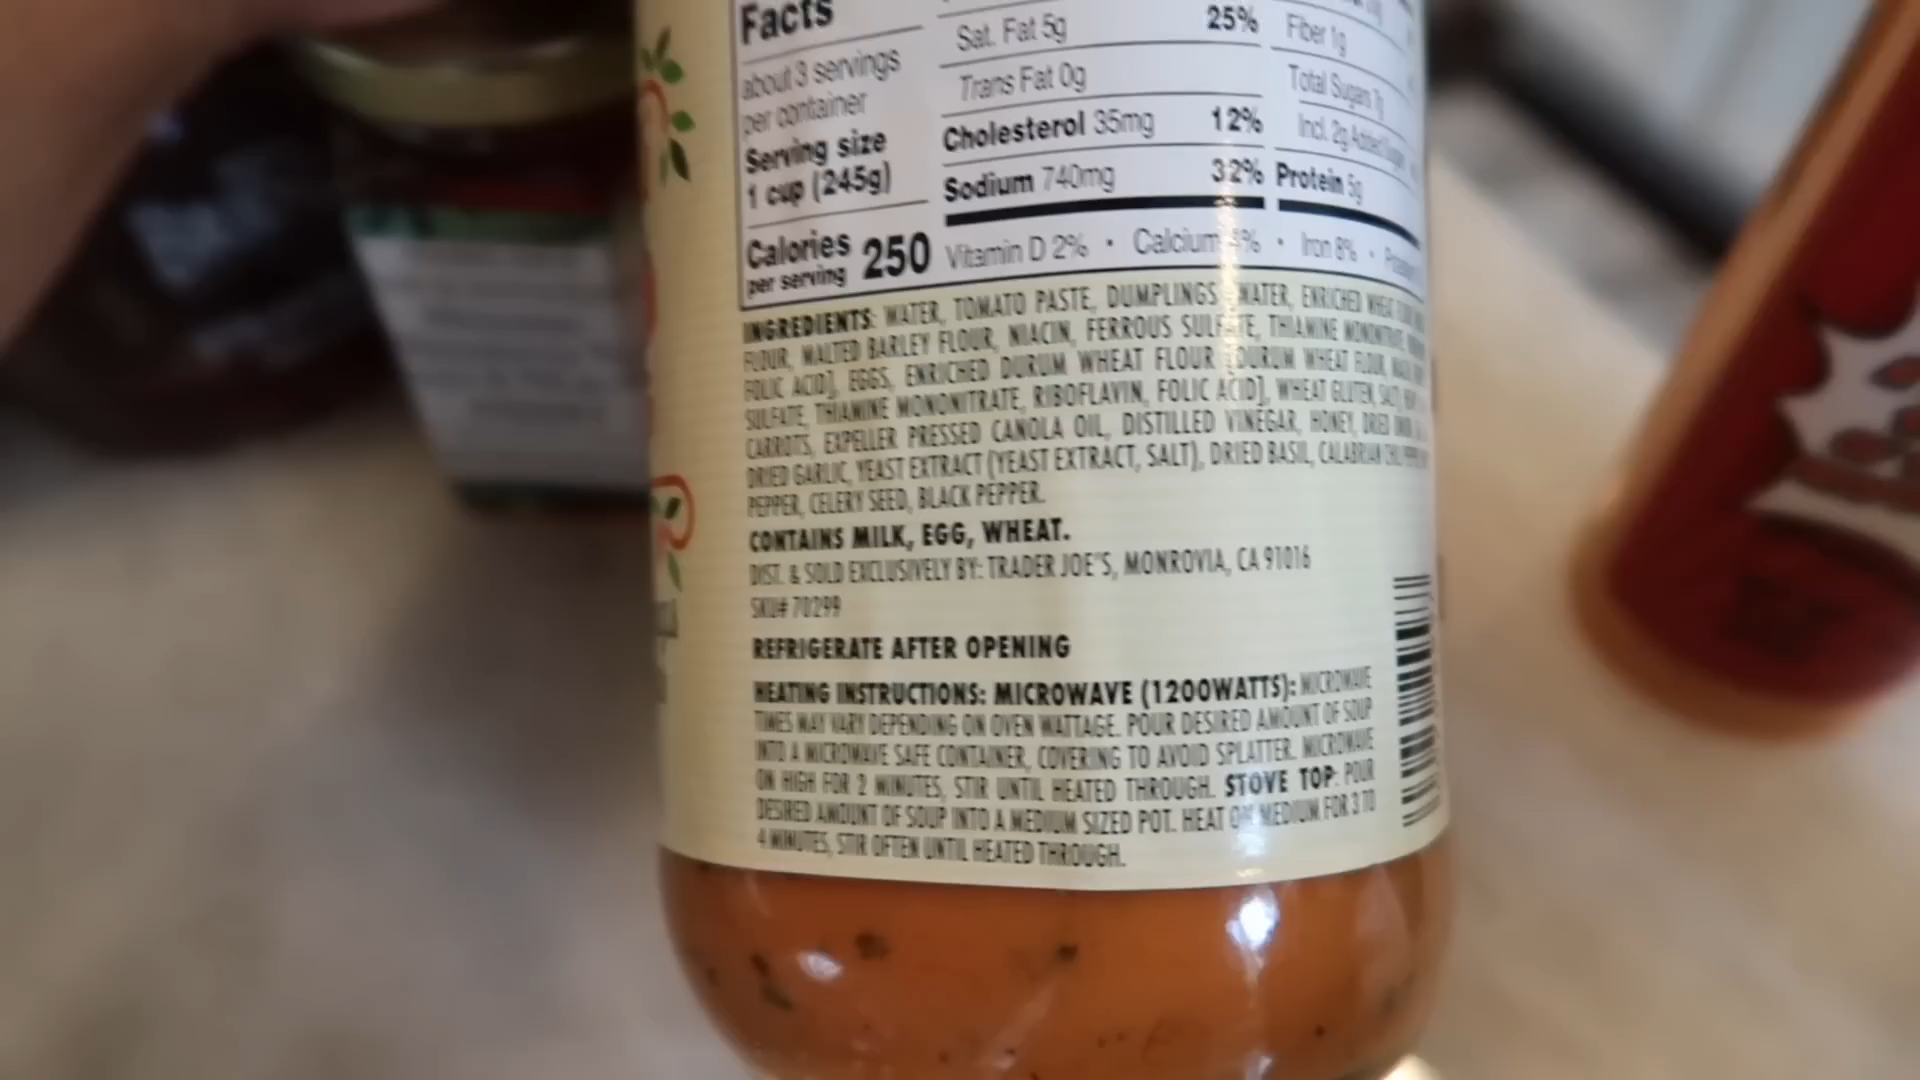 Facts
about 3 servings
per container
Serving size
1 cup (245g)
Calories
per serving
250
Sat. Fat 5g 25%
Trans Fat 0g
Cholesterol 35mg 12%
Sodium 740mg 32%
Fiber 1g
Total Sugars 7g
Incl. 2g Added Sugars
Protein 5g
Vitamin D 2% • Calcium % • Iron 8% •
INGREDIENTS: WATER, TOMATO PASTE, DUMPLINGS WATER, ENRICHED WHEAT
FLOUR, MALTED BARLEY FLOUR, NIACIN, FERROUS SULFATE, THIAMINE MONONITRATE,
FOLIC ACID], EGGS, ENRICHED DURUM WHEAT FLOUR [DURUM WHEAT FLOUR,
SULFATE, THIAMINE MONONITRATE, RIBOFLAVIN, FOLIC ACID], WHEAT GLUTEN, SALT
CARROTS, EXPELLER PRESSED CANOLA OIL, DISTILLED VINEGAR, HONEY, DRIED
DRIED GARLIC, YEAST EXTRACT (YEAST EXTRACT, SALT), DRIED BASIL, CALABRIAN
PEPPER, CELERY SEED, BLACK PEPPER.
CONTAINS MILK, EGG, WHEAT.
DIST. & SOLD EXCLUSIVELY BY: TRADER JOE'S, MONROVIA, CA 91016
SKU# 70299
REFRIGERATE AFTER OPENING
HEATING INSTRUCTIONS: MICROWAVE (1200WATTS): MICROWAVE
TIMES MAY VARY DEPENDING ON OVEN WATTAGE. POUR DESIRED AMOUNT OF SOUP
INTO A MICROWAVE SAFE CONTAINER, COVERING TO AVOID SPLATTER. MICROWAVE
ON HIGH FOR 2 MINUTES, STIR UNTIL HEATED THROUGH. STOVE TOP: POUR
DESIRED AMOUNT OF SOUP INTO A MEDIUM SIZED POT. HEAT ON MEDIUM FOR 3 TO
4 MINUTES, STIR OFTEN UNTIL HEATED THROUGH.